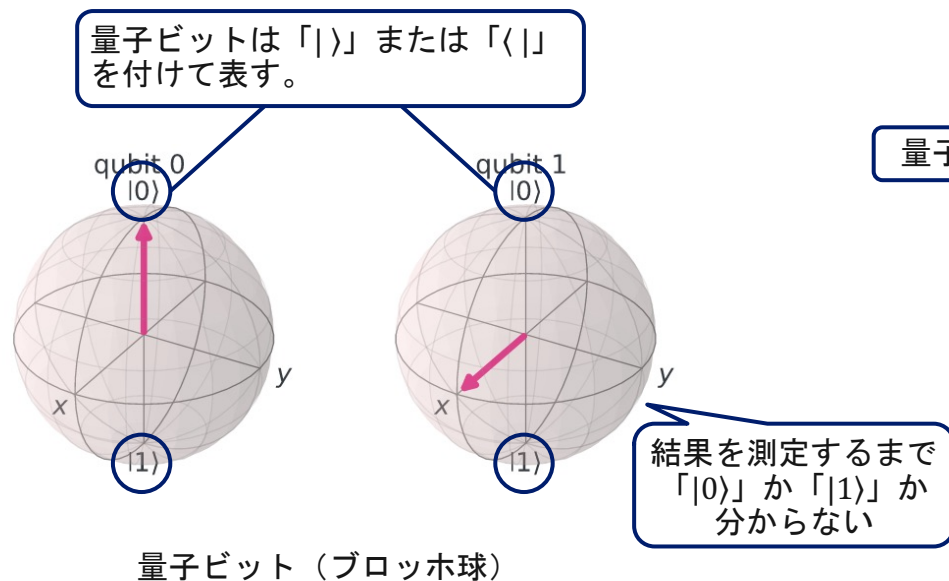 量子ビットは「| ⟩」または「⟨ |」
を付けて表す。
qubit 0
|0⟩
x
y
|1⟩
qubit 1
|0⟩
x
y
|1⟩
量子
結果を測定するまで
「|0⟩」か「|1⟩」か
分からない
量子ビット（ブロッホ球）